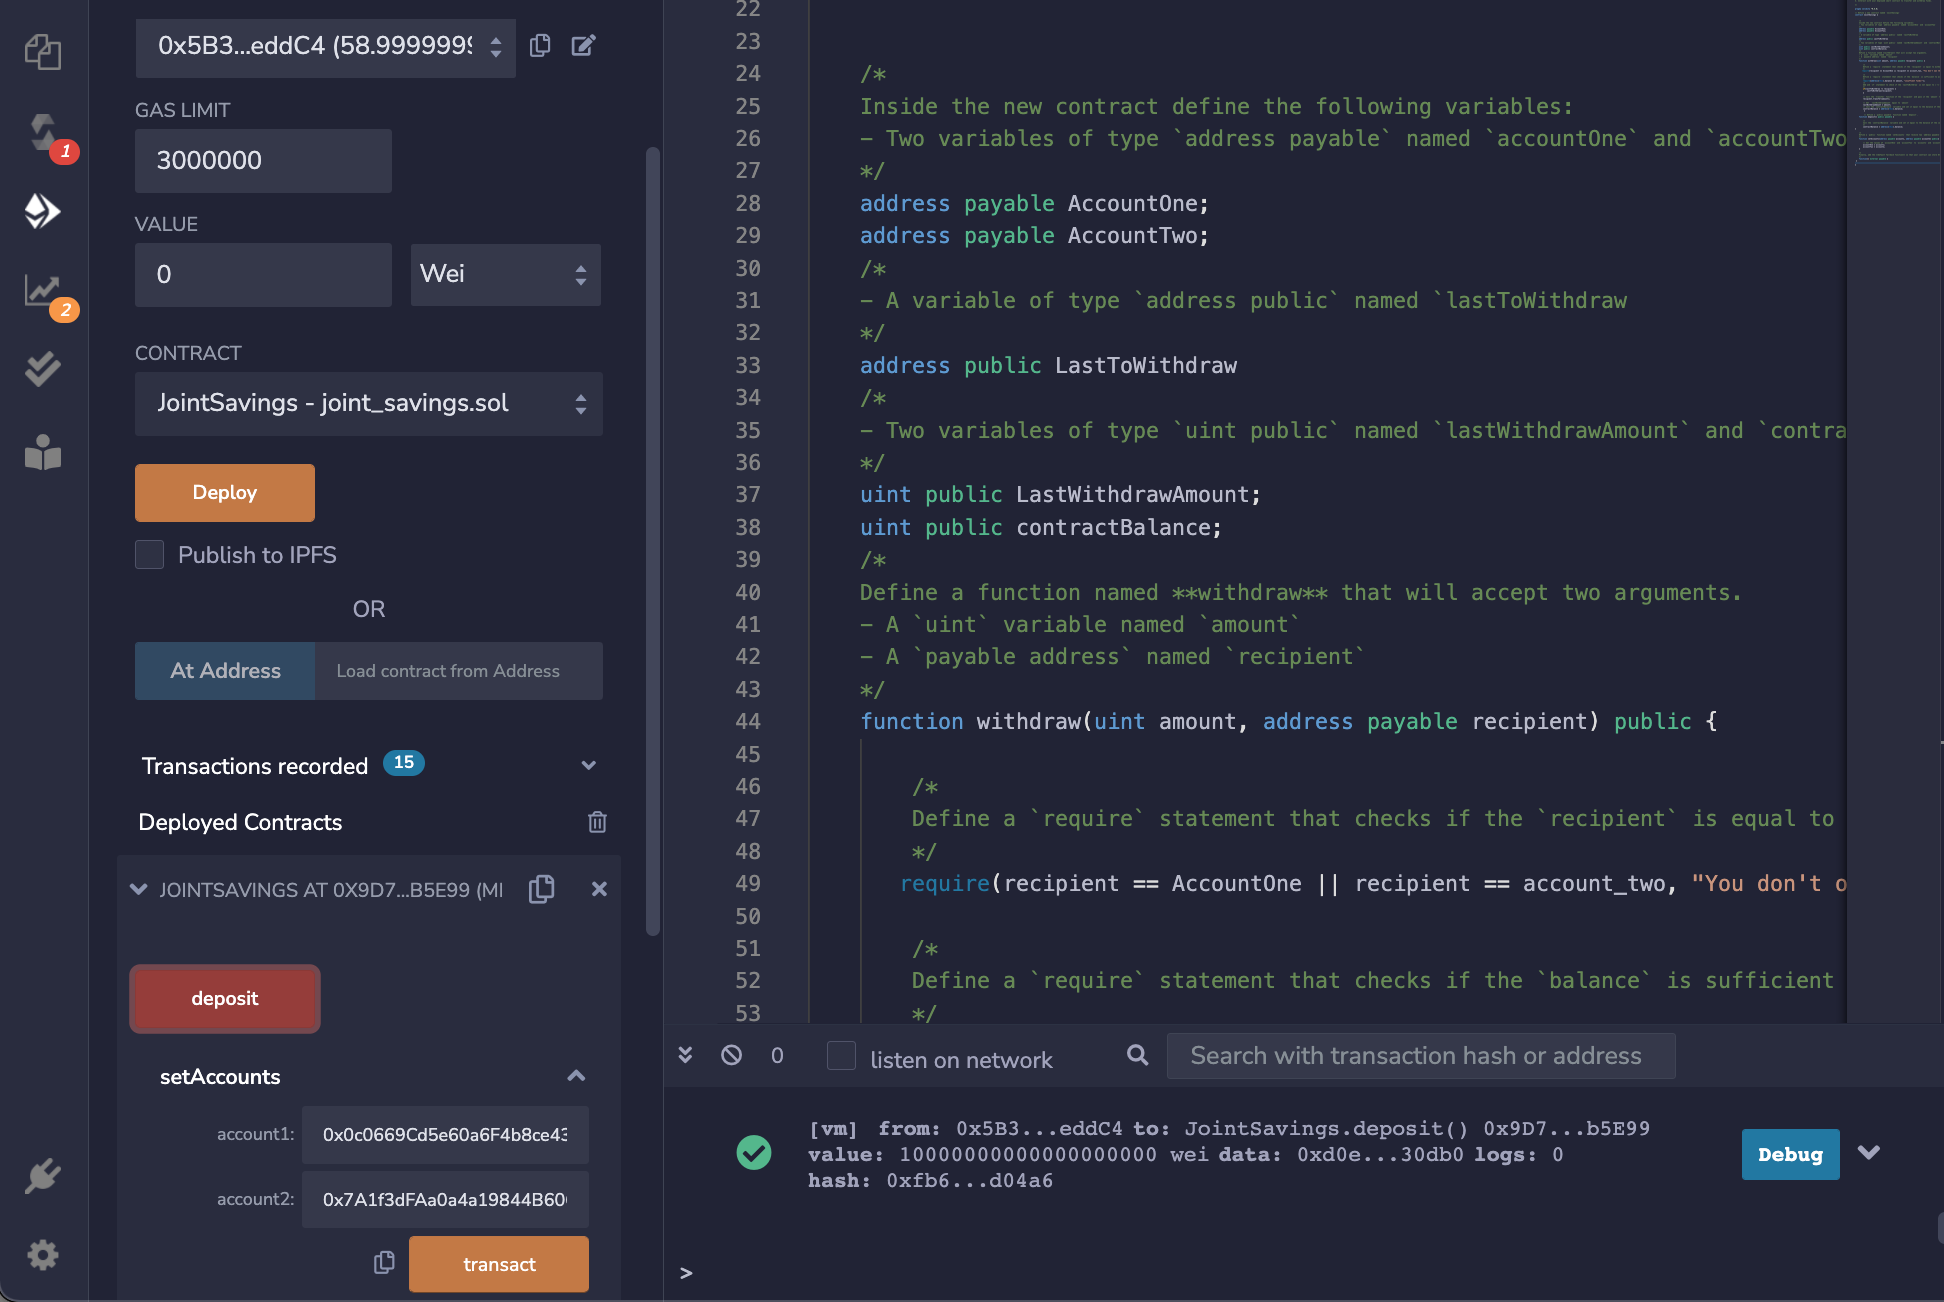 0x5B3...eddC4 (58.9999999
GAS LIMIT
3000000
VALUE
0
Wei
CONTRACT
JointSavings - joint_savings.sol
Deploy
Publish to IPFS
OR
At Address
Load contract from Address
Transactions recorded
15
Deployed Contracts
JOINTSAVINGS AT 0X9D7...B5E99 (ME
deposit
setAccounts
account1:
0x0c0669Cd5e60a6F4b8ce43
account2:
0x7A1f3dFAa0a4a19844B60
transact
1
2
22
23
24 /*
25 Inside the new contract define the following variables:
26 - Two variables of type `address payable` named `accountOne` and `accountTwo
27 */
28 address payable AccountOne;
29 address payable AccountTwo;
30 /*
31 - A variable of type `address public` named `lastToWithdraw
32 */
33 address public LastToWithdraw
34 /*
35 - Two variables of type `uint public` named `lastWithdrawAmount` and `contra
36 */
37 uint public LastWithdrawAmount;
38 uint public contractBalance;
39 /*
40 Define a function named **withdraw** that will accept two arguments.
41 - A `uint` variable named `amount`
42 - A `payable address` named `recipient`
43 */
44 function withdraw(uint amount, address payable recipient) public {
45
46 /*
47 Define a `require` statement that checks if the `recipient` is equal to
48 */
49 require(recipient == AccountOne || recipient == account_two, "You don't o
50
51 /*
52 Define a `require` statement that checks if the `balance` is sufficient
53 */
0
listen on network
Search with transaction hash or address
[vm] from: 0x5B3...eddC4 to: JointSavings.deposit() 0x9D7...b5E99
value: 10000000000000000000 wei data: 0xd0e...30db0 logs: 0
hash: 0xfb6...d04a6
Debug
>